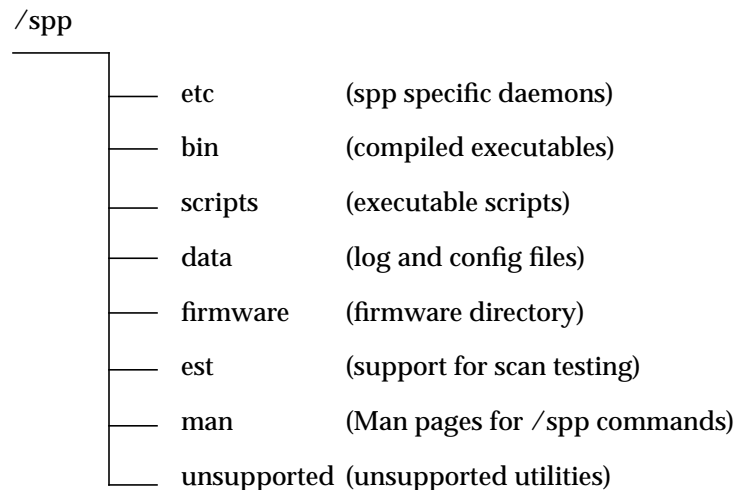 /spp
etc (spp specific daemons)
bin (compiled executables)
scripts (executable scripts)
data (log and config files)
firmware (firmware directory)
est (support for scan testing)
man (Man pages for /spp commands)
unsupported (unsupported utilities)